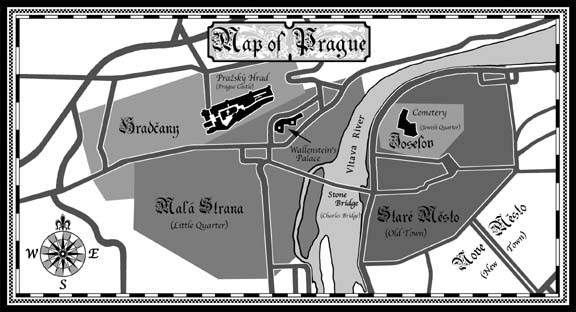 Map of Prague
Pražský Hrad
(Prague Castle)
Hradčany
Wallenstein's
Palace
Vltava River
Cemetery
(Jewish Quarter)
Josefov
Malá Strana
(Little Quarter)
Stone
Bridge
(Charles Bridge)
Staré Město
(Old Town)
Nove Město
(New Town)
W
E
S